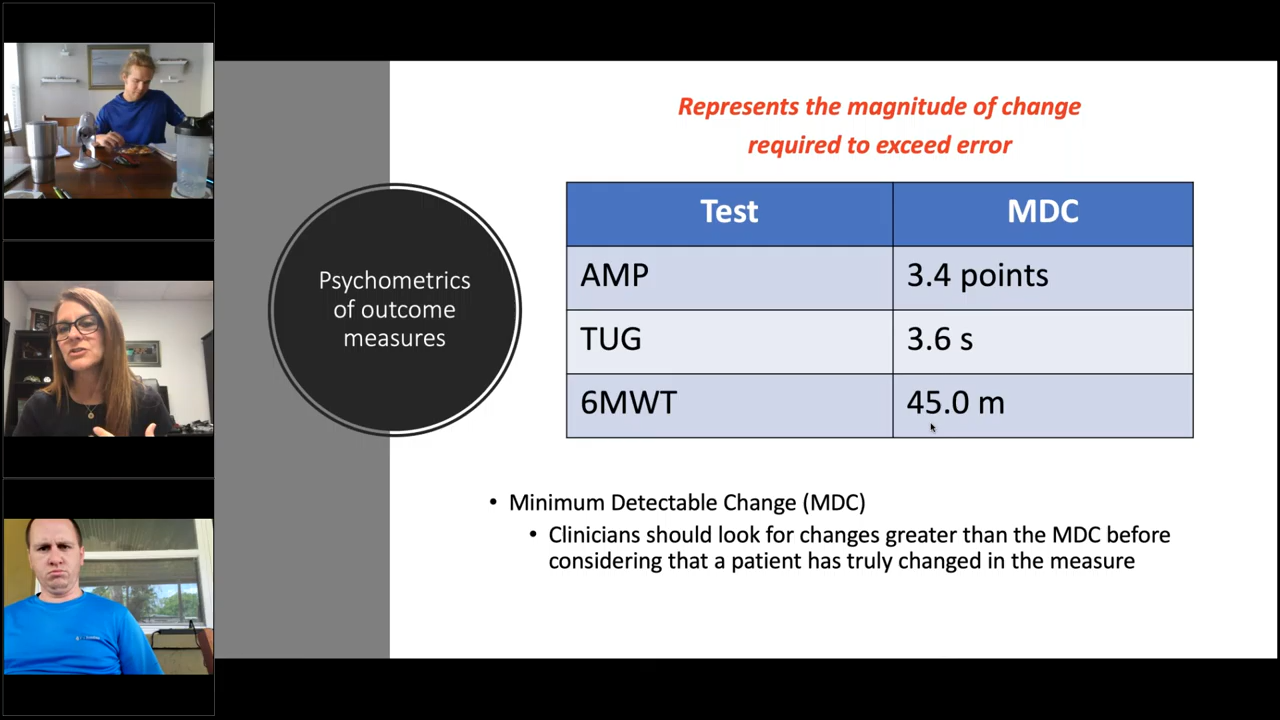 Represents the magnitude of change
required to exceed error
Psychometrics
of outcome
measures
Test MDC
AMP 3.4 points
TUG 3.6 s
6MWT 45.0 m
• Minimum Detectable Change (MDC)
• Clinicians should look for changes greater than the MDC before
considering that a patient has truly changed in the measure